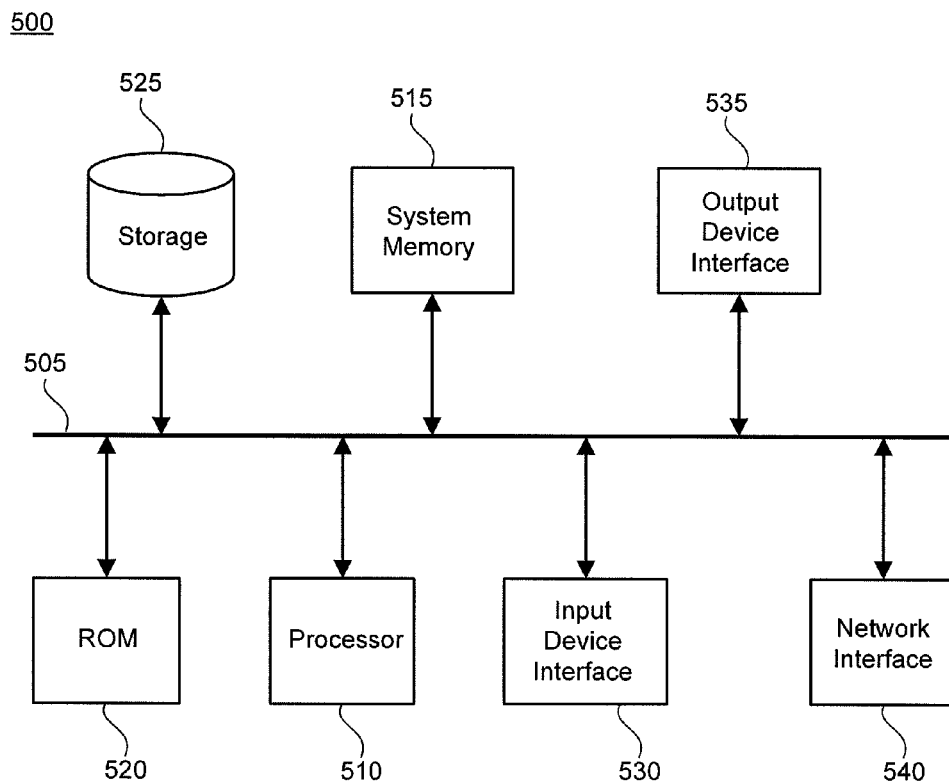 500
525
515
535
Storage
System
Memory
Output
Device
Interface
505
ROM
Processor
Input
Device
Interface
Network
Interface
520
510
530
540